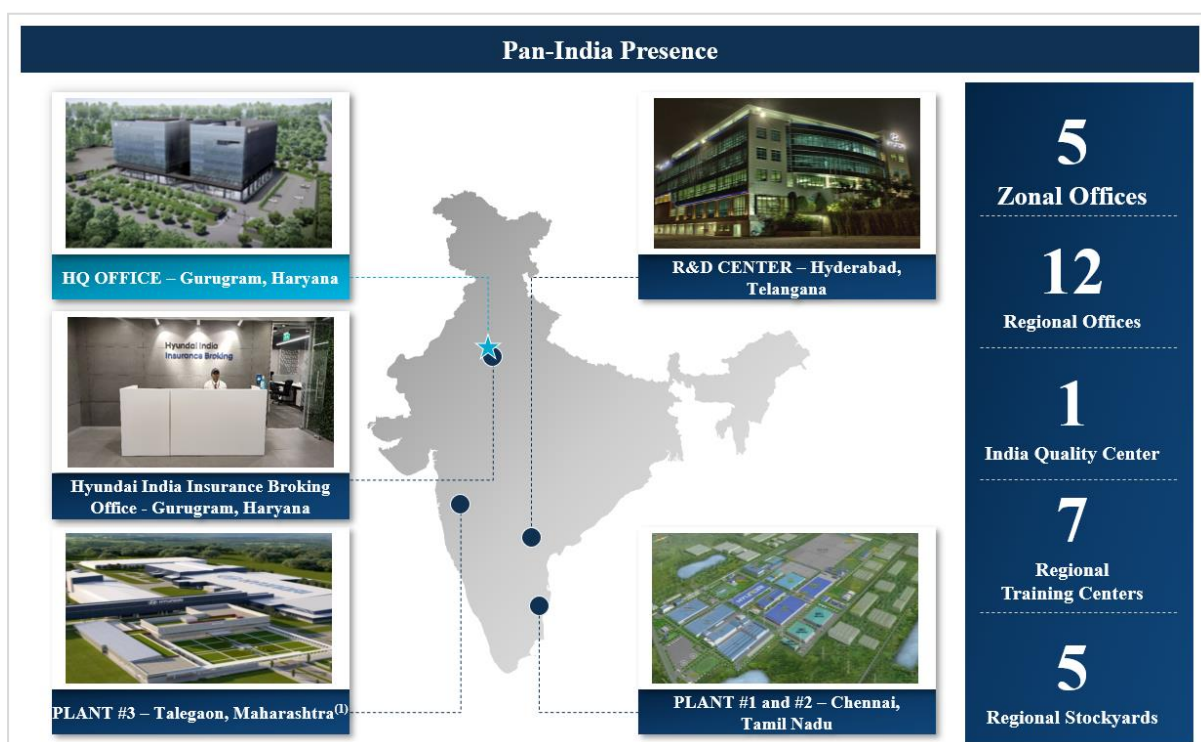 Pan-India Presence
HQ OFFICE – Gurugram, Haryana
R&D CENTER – Hyderabad,
Telangana
Hyundai India
Insurance Broking
Hyundai India Insurance Broking
Office - Gurugram, Haryana
PLANT #3 – Talegaon, Maharashtra(1)
PLANT #1 and #2 – Chennai,
Tamil Nadu
5
Zonal Offices
12
Regional Offices
1
India Quality Center
7
Regional
Training Centers
5
Regional Stockyards